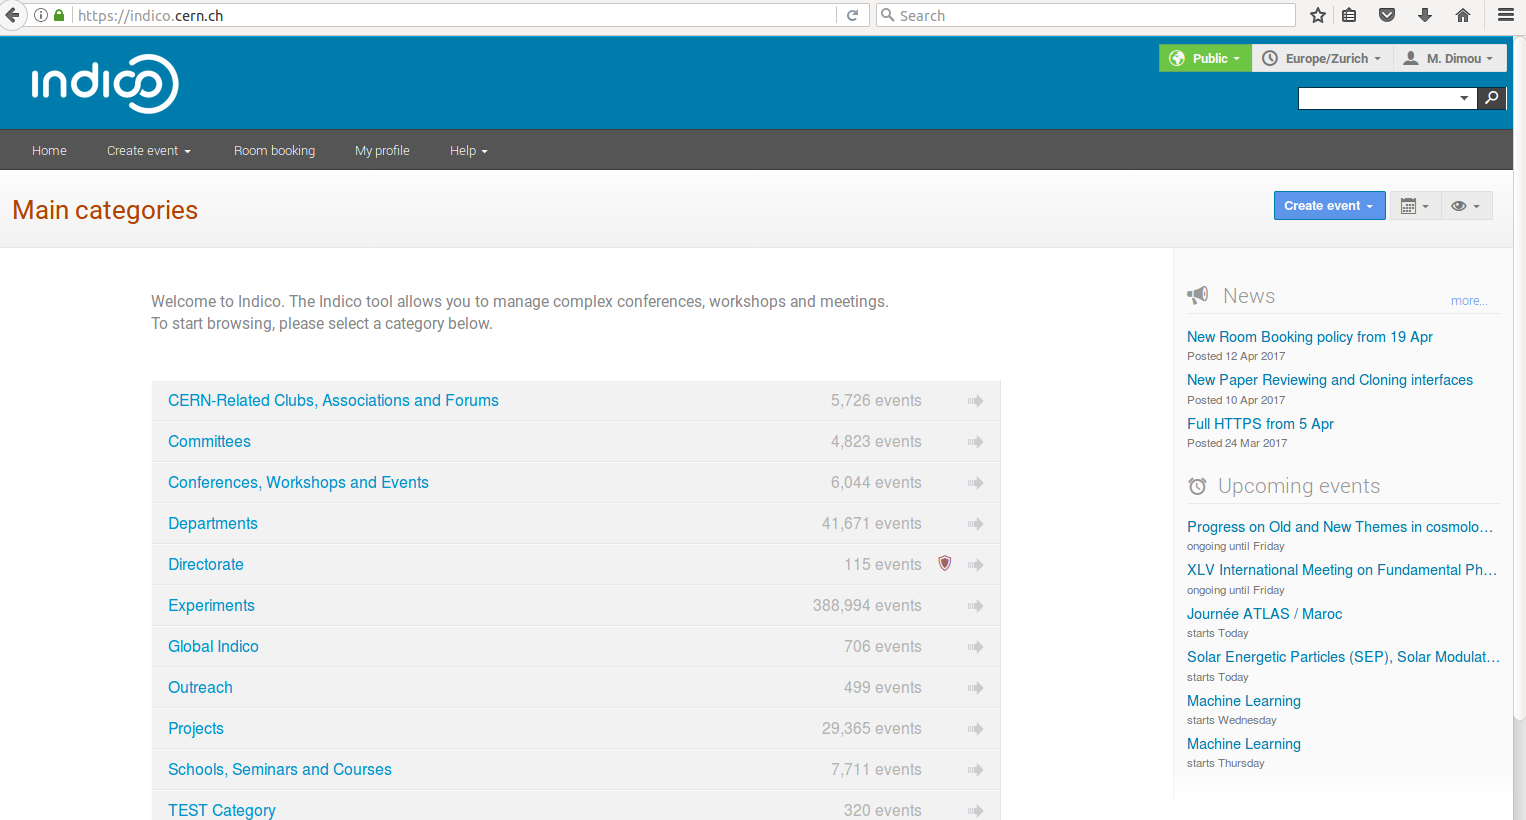 https://indico.cern.ch
Search
indico
Public
Europe/Zurich
M. Dimou
Home
Create event
Room booking
My profile
Help
Main categories
Create event
Welcome to Indico. The Indico tool allows you to manage complex conferences, workshops and meetings.
To start browsing, please select a category below.
CERN-Related Clubs, Associations and Forums 5,726 events
Committees 4,823 events
Conferences, Workshops and Events 6,044 events
Departments 41,671 events
Directorate 115 events
Experiments 388,994 events
Global Indico 706 events
Outreach 499 events
Projects 29,365 events
Schools, Seminars and Courses 7,711 events
TEST Category 320 events
News more...
New Room Booking policy from 19 Apr
Posted 12 Apr 2017
New Paper Reviewing and Cloning interfaces
Posted 10 Apr 2017
Full HTTPS from 5 Apr
Posted 24 Mar 2017
Upcoming events
Progress on Old and New Themes in cosmolo...
ongoing until Friday
XLV International Meeting on Fundamental Ph...
ongoing until Friday
Journée ATLAS / Maroc
starts Today
Solar Energetic Particles (SEP), Solar Modulat...
starts Today
Machine Learning
starts Wednesday
Machine Learning
starts Thursday